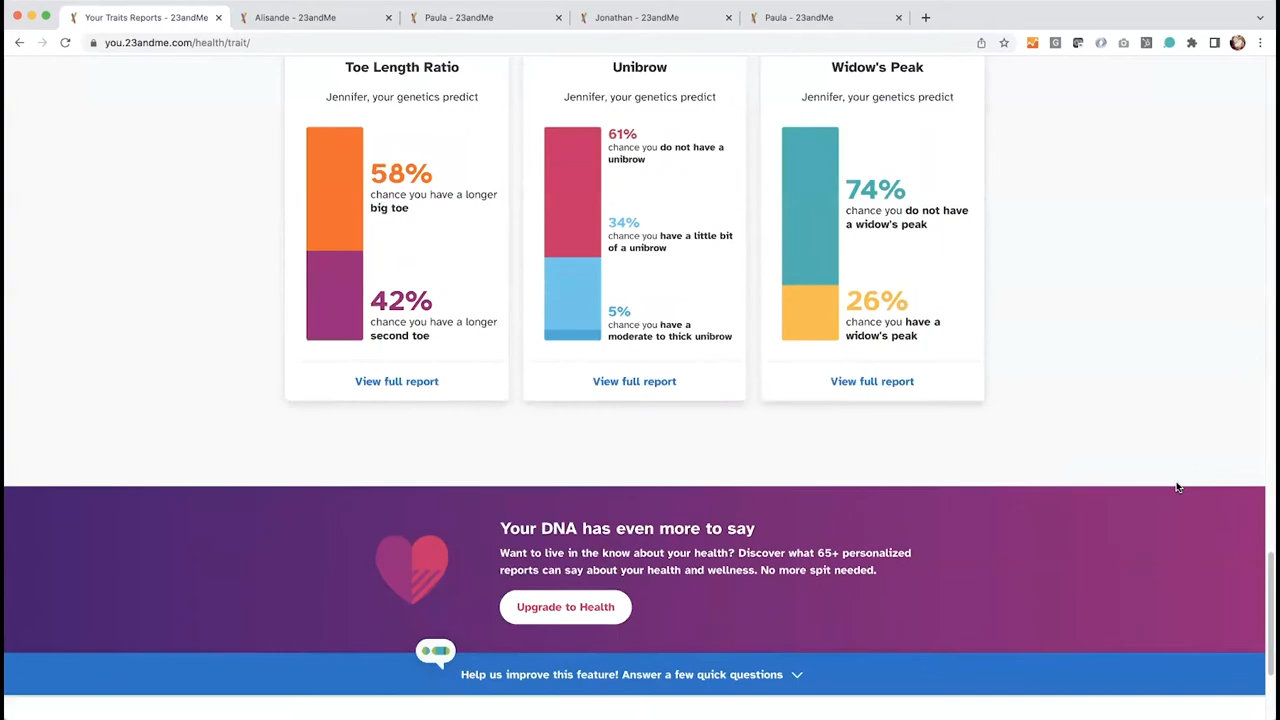 Your Traits Reports - 23andMe
Alisande - 23andMe
Paula - 23andMe
Jonathan - 23andMe
Paula - 23andMe
you.23andme.com/health/trait/
Toe Length Ratio
Jennifer, your genetics predict
58%
chance you have a longer
big toe
42%
chance you have a longer
second toe
View full report
Unibrow
Jennifer, your genetics predict
61%
chance you do not have a
unibrow
34%
chance you have a little bit
of a unibrow
5%
chance you have a
moderate to thick unibrow
View full report
Widow's Peak
Jennifer, your genetics predict
74%
chance you do not have
a widow's peak
26%
chance you have a
widow's peak
View full report
Your DNA has even more to say
Want to live in the know about your health? Discover what 65+ personalized
reports can say about your health and wellness. No more spit needed.
Upgrade to Health
Help us improve this feature! Answer a few quick questions